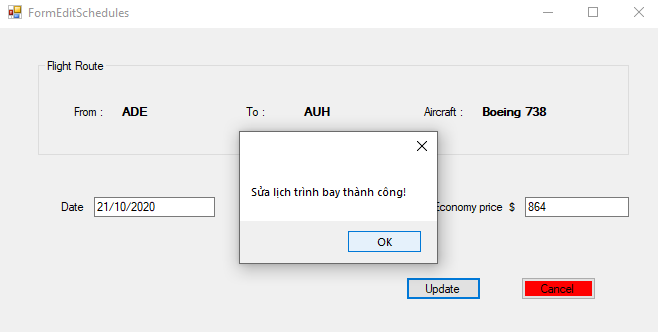 FormEditSchedules
Flight Route
From : ADE To : AUH Aircraft : Boeing 738
Sửa lịch trình bay thành công!
Date 21/10/2020 Economy price $ 864
OK
Update Cancel